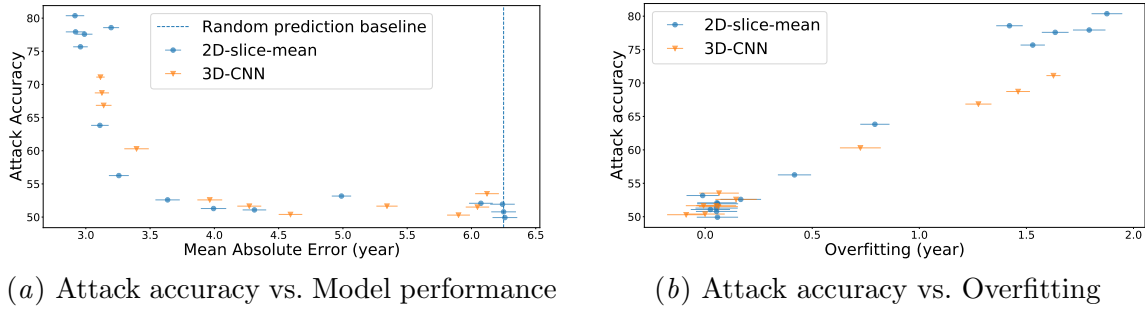 80
75
70
65
60
55
50
Attack Accuracy
Random prediction baseline
2D-slice-mean
3D-CNN
3.0 3.5 4.0 4.5 5.0 5.5 6.0 6.5
Mean Absolute Error (year)
(a) Attack accuracy vs. Model performance
80
75
70
65
60
55
50
Attack accuracy
2D-slice-mean
3D-CNN
0.0 0.5 1.0 1.5 2.0
Overfitting (year)
(b) Attack accuracy vs. Overfitting